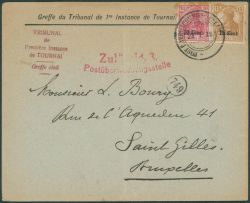 Greffe du Tribunal de 1re Instance de Tournai
TRIBUNAL
de
Première Instance
de TOURNAI
Greffe civil
Postüberwachungsstelle
(749)
Monsieur L. Boury
Rue de l'Aqueduc 41
Saint Gilles
Bruxelles